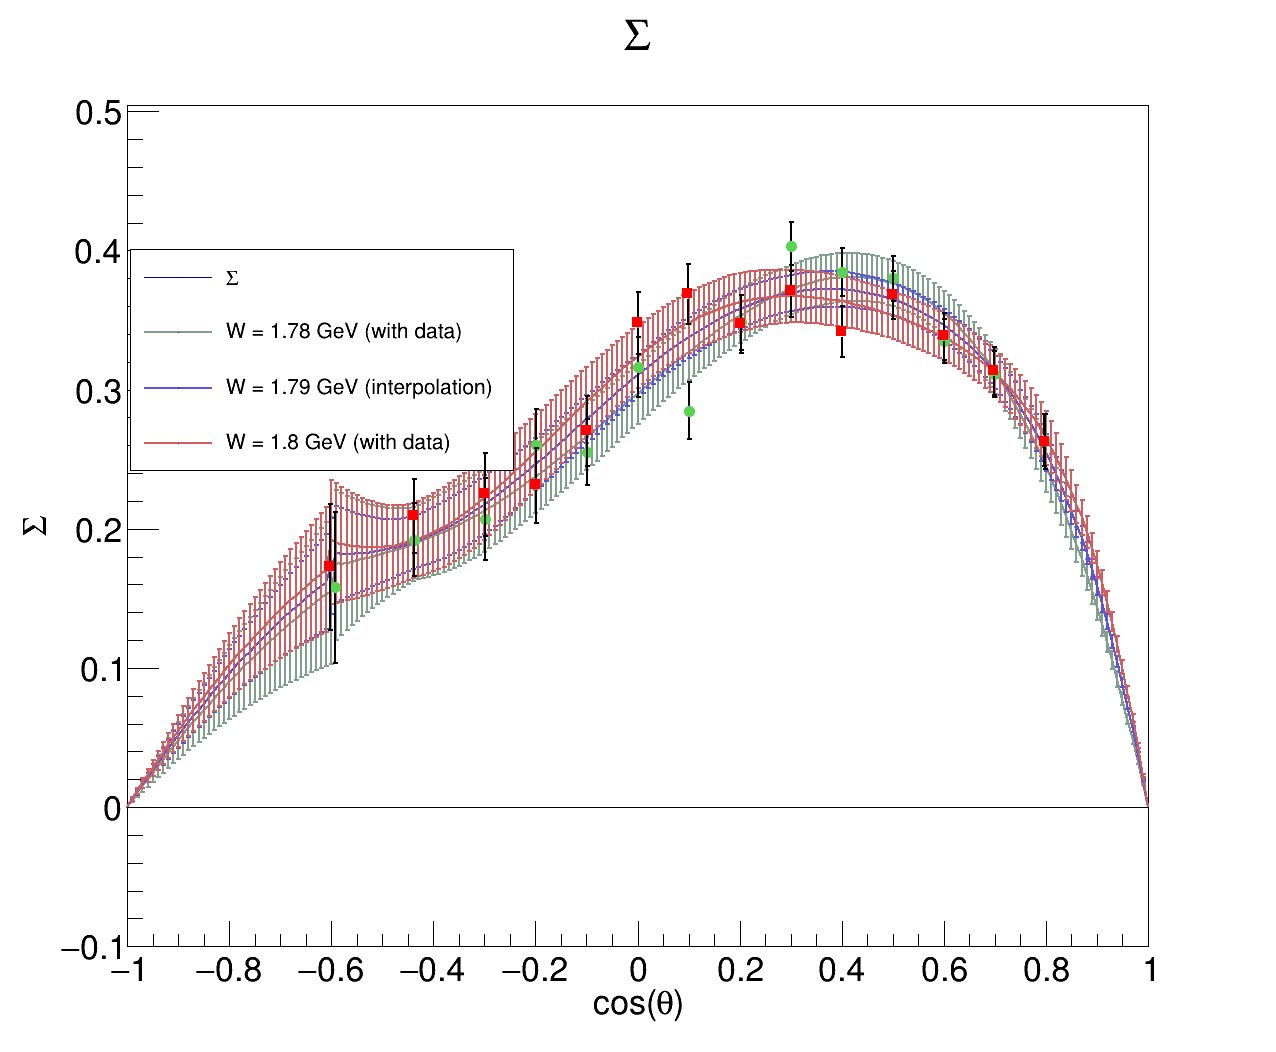 Σ
0.5
0.4
0.3
0.2
0.1
0
−0.1
Σ
Σ
W = 1.78 GeV (with data)
W = 1.79 GeV (interpolation)
W = 1.8 GeV (with data)
−1 −0.8 −0.6 −0.4 −0.2 0 0.2 0.4 0.6 0.8 1
cos(θ)